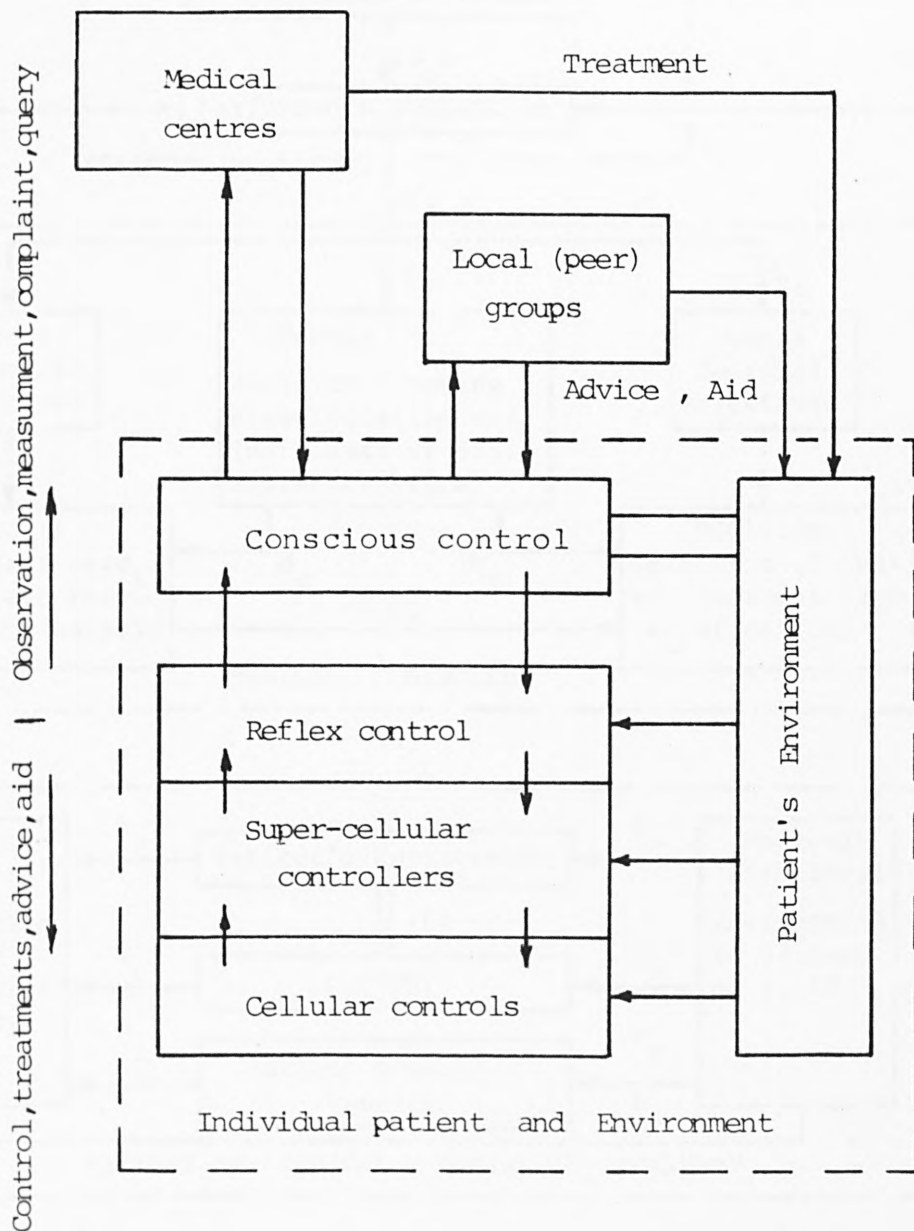 Medical
centres
Treatment
Local (peer)
groups
Advice , Aid
Observation,measurment,complaint,query
Control,treatments,advice,aid
Conscious control
Reflex control
Super-cellular
controllers
Cellular controls
Patient's Environment
Individual patient and Environment